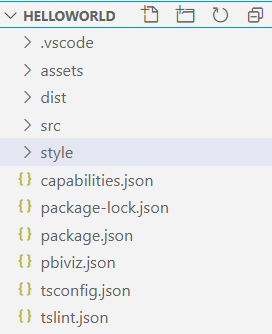 HELLOWORLD
.vscode
assets
dist
src
style
{} capabilities.json
{} package-lock.json
{} package.json
{} pbiviz.json
{} tsconfig.json
{} tslint.json